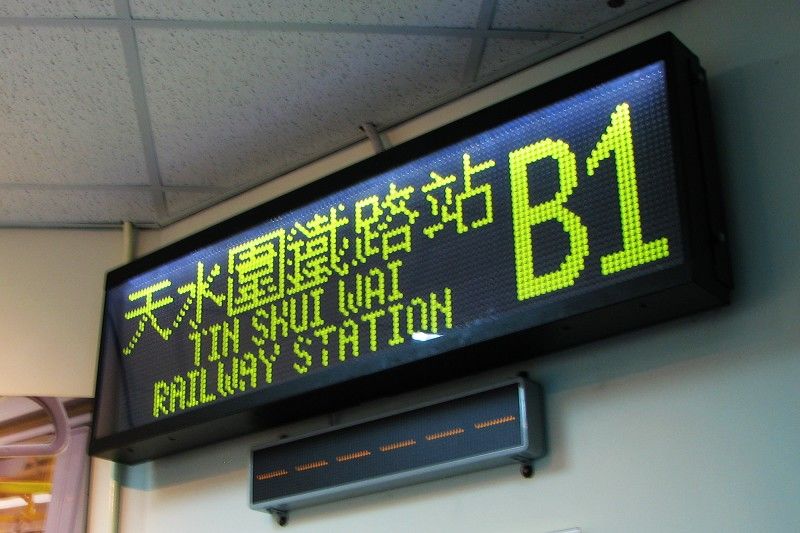 天水圍鐵路站
TIN SHUI WAI
RAILWAY STATION
B1
------